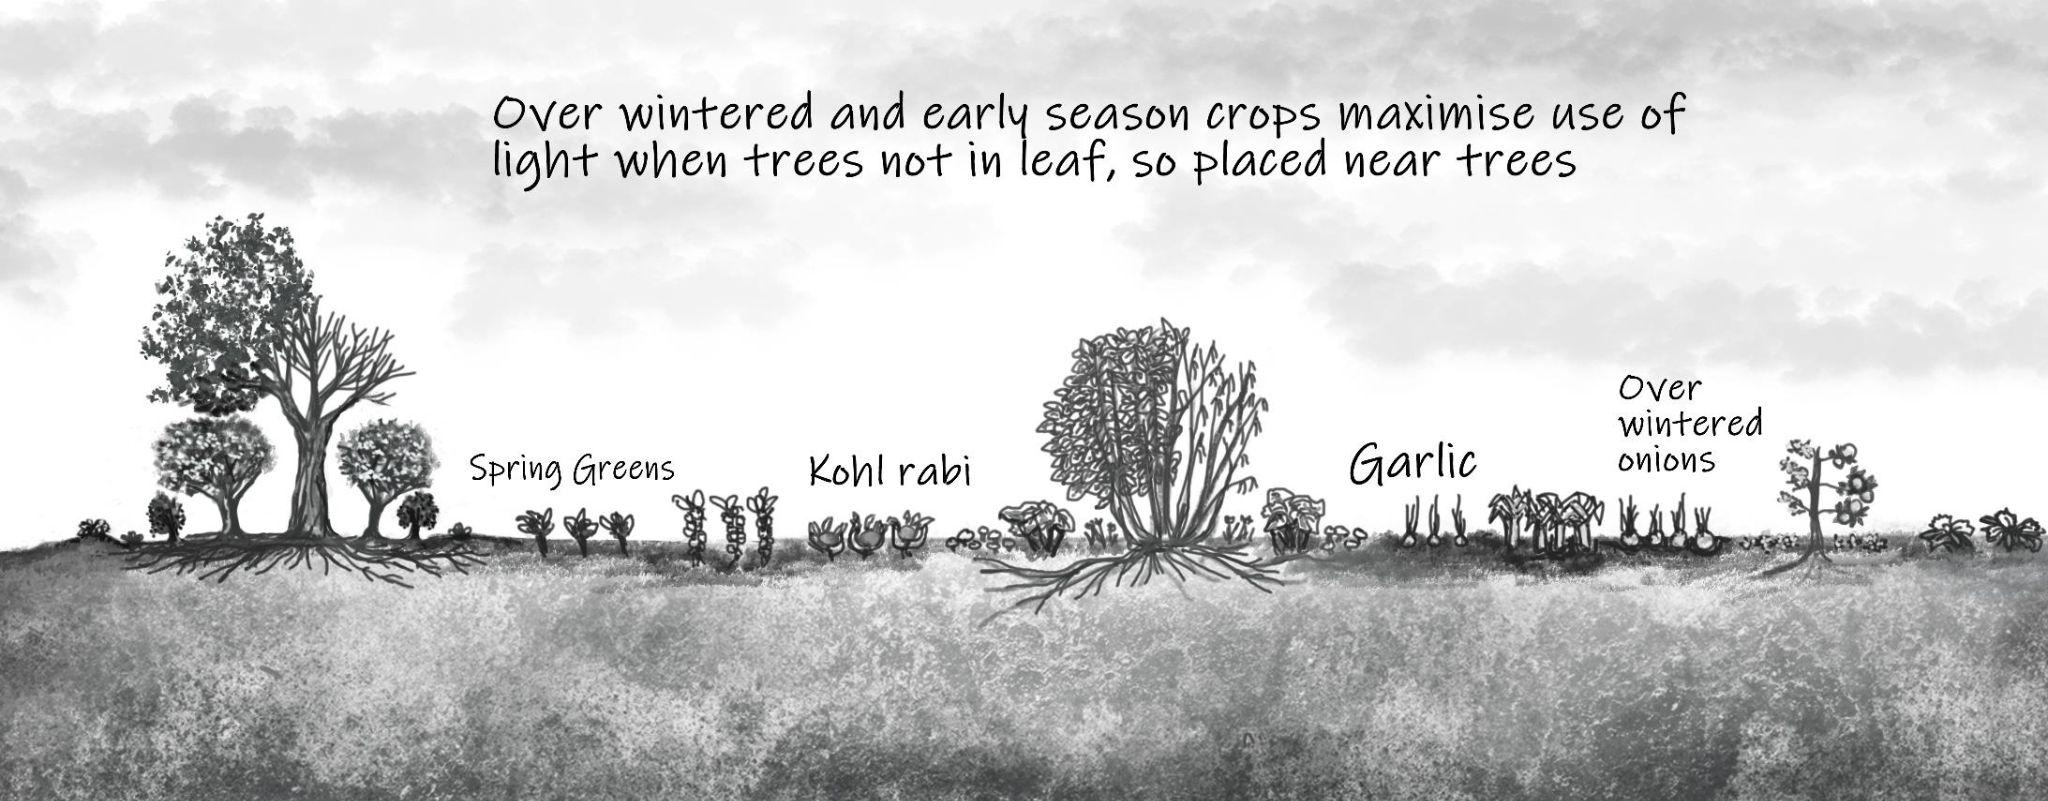 Over wintered and early season crops maximise use of
light when trees not in leaf, so placed near trees
Spring Greens
Kohl rabi
Garlic
Over
wintered
onions